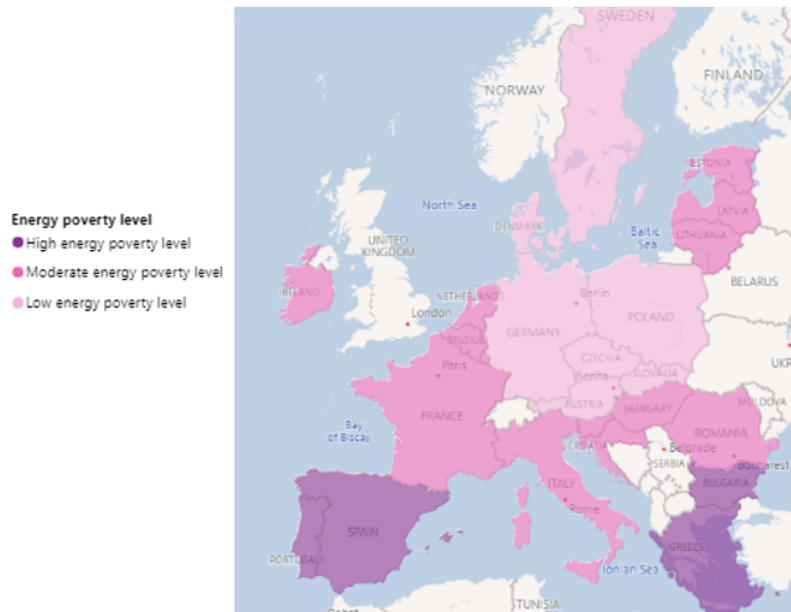 SWEDEN
NORWAY
FINLAND
ESTONIA
North Sea
LATVIA
DENMARK
Baltic
Sea
LITHUANIA
Energy poverty level
High energy poverty level
Moderate energy poverty level
Low energy poverty level
UNITED
KINGDOM
BELARUS
IRELAND
NETHERLANDS
Berlin
London
GERMANY
POLAND
BELGIUM
UKR
Paris
CZECHIA
Vienna
SLOVAKIA
AUSTRIA
MOLDOVA
FRANCE
HUNGARY
Bay
of Biscay
ROMANIA
CROATIA
Belgrade
SERBIA
Bucharest
ITALY
BULGARIA
Rome
SPAIN
GREECE
PORTUGAL
Ionian Sea
TUNISIA